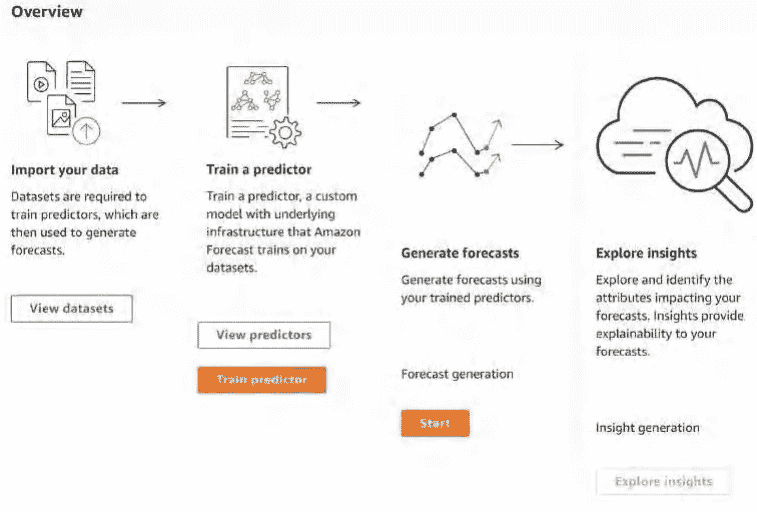 Overview
Import your data
Datasets are required to
train predictors, which are
then used to generate
forecasts.
View datasets
Train a predictor
Train a predictor, a custom
model with underlying
infrastructure that Amazon
Forecast trains on your
datasets.
View predictors
Train predictor
Generate forecasts
Generate forecasts using
your trained predictors.
Forecast generation
Start
Explore insights
Explore and identify the
attributes impacting your
forecasts. Insights provide
explainability to your
forecasts.
Insight generation
Explore insights